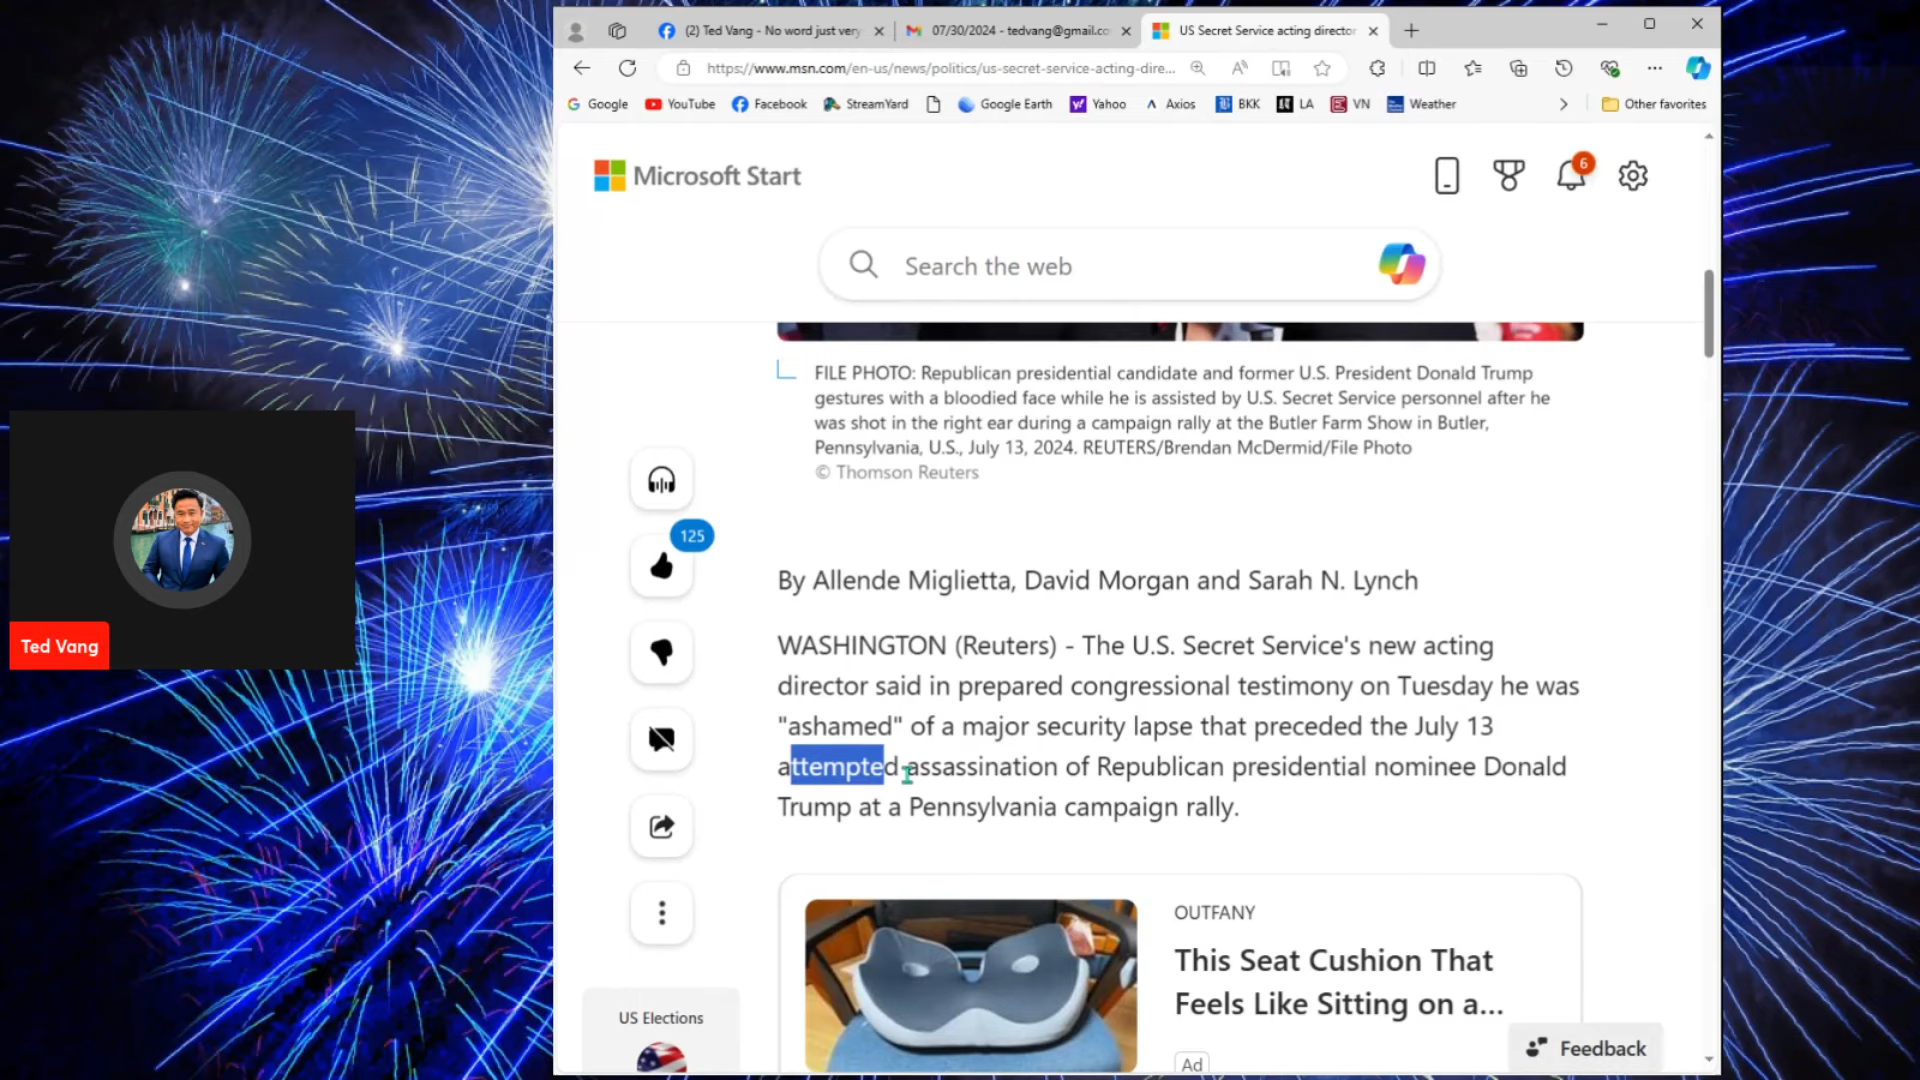 (2) Ted Vang - No word just very
07/30/2024 - tedvang@gmail.co
US Secret Service acting director
https://www.msn.com/en-us/news/politics/us-secret-service-acting-dire...
Google
YouTube
Facebook
StreamYard
Google Earth
Yahoo
Axios
BKK
LA
VN
Weather
Other favorites
Microsoft Start
6
Search the web
FILE PHOTO: Republican presidential candidate and former U.S. President Donald Trump
gestures with a bloodied face while he is assisted by U.S. Secret Service personnel after he
was shot in the right ear during a campaign rally at the Butler Farm Show in Butler,
Pennsylvania, U.S., July 13, 2024. REUTERS/Brendan McDermid/File Photo
© Thomson Reuters
125
By Allende Miglietta, David Morgan and Sarah N. Lynch
Ted Vang
WASHINGTON (Reuters) - The U.S. Secret Service's new acting
director said in prepared congressional testimony on Tuesday he was
"ashamed" of a major security lapse that preceded the July 13
attempted assassination of Republican presidential nominee Donald
Trump at a Pennsylvania campaign rally.
OUTFANY
This Seat Cushion That
Feels Like Sitting on a...
Ad
US Elections
Feedback